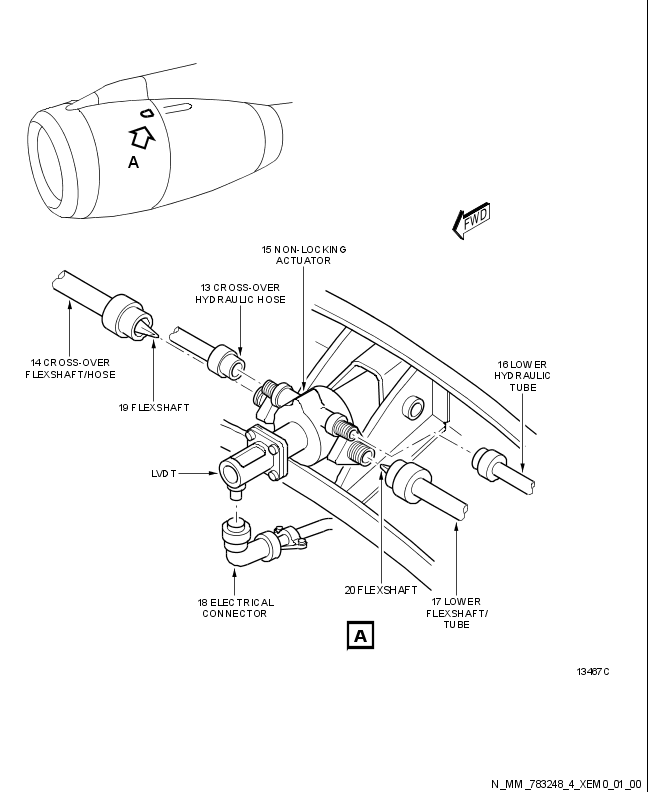 A
FWD
15 NON-LOCKING
ACTUATOR
13 CROSS-OVER
HYDRAULIC HOSE
14 CROSS-OVER
FLEXSHAFT/HOSE
16 LOWER
HYDRAULIC
TUBE
19 FLEXSHAFT
LVDT
20 FLEXSHAFT
18 ELECTRICAL
CONNECTOR
17 LOWER
FLEXSHAFT/
TUBE
A
13467C
N_MM_783248_4_XEM0_01_00